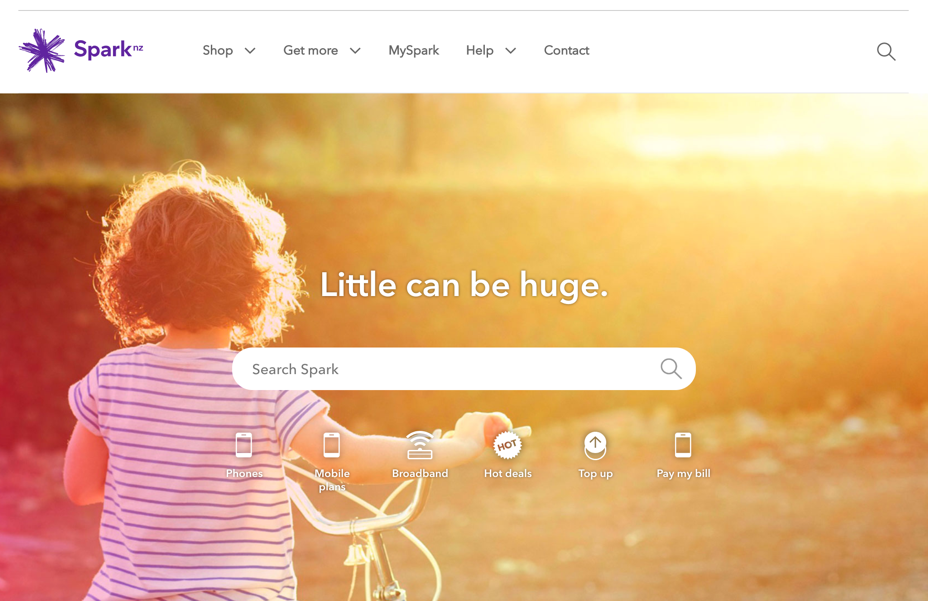 Spark nz
Shop
Get more
MySpark
Help
Contact
Little can be huge.
Search Spark
HOT
Phones
Mobile
plans
Broadband
Hot deals
Top up
Pay my bill